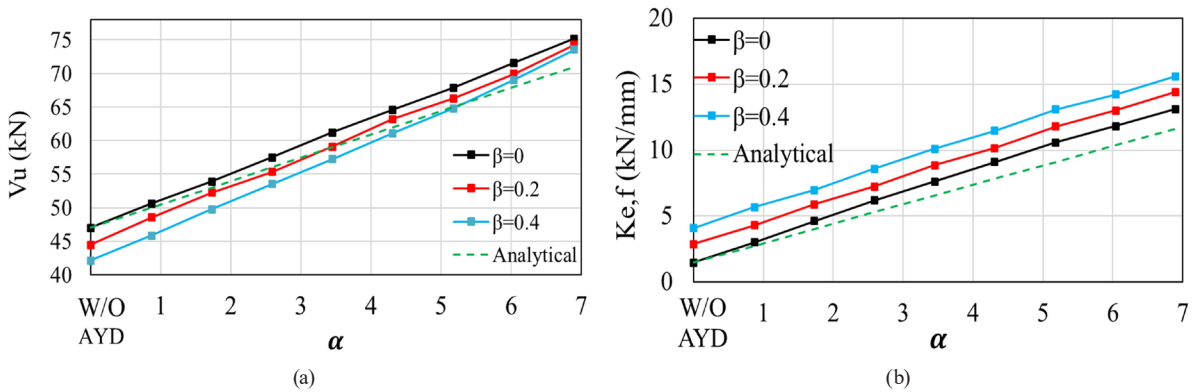 75
70
65
60
55
50
45
40
Vu (kN)
β=0
β=0.2
β=0.4
Analytical
W/O
AYD
1 2 3 4 5 6 7
α
(a)
20
15
10
5
0
Ke,f (kN/mm)
β=0
β=0.2
β=0.4
Analytical
W/O
AYD
1 2 3 4 5 6 7
α
(b)